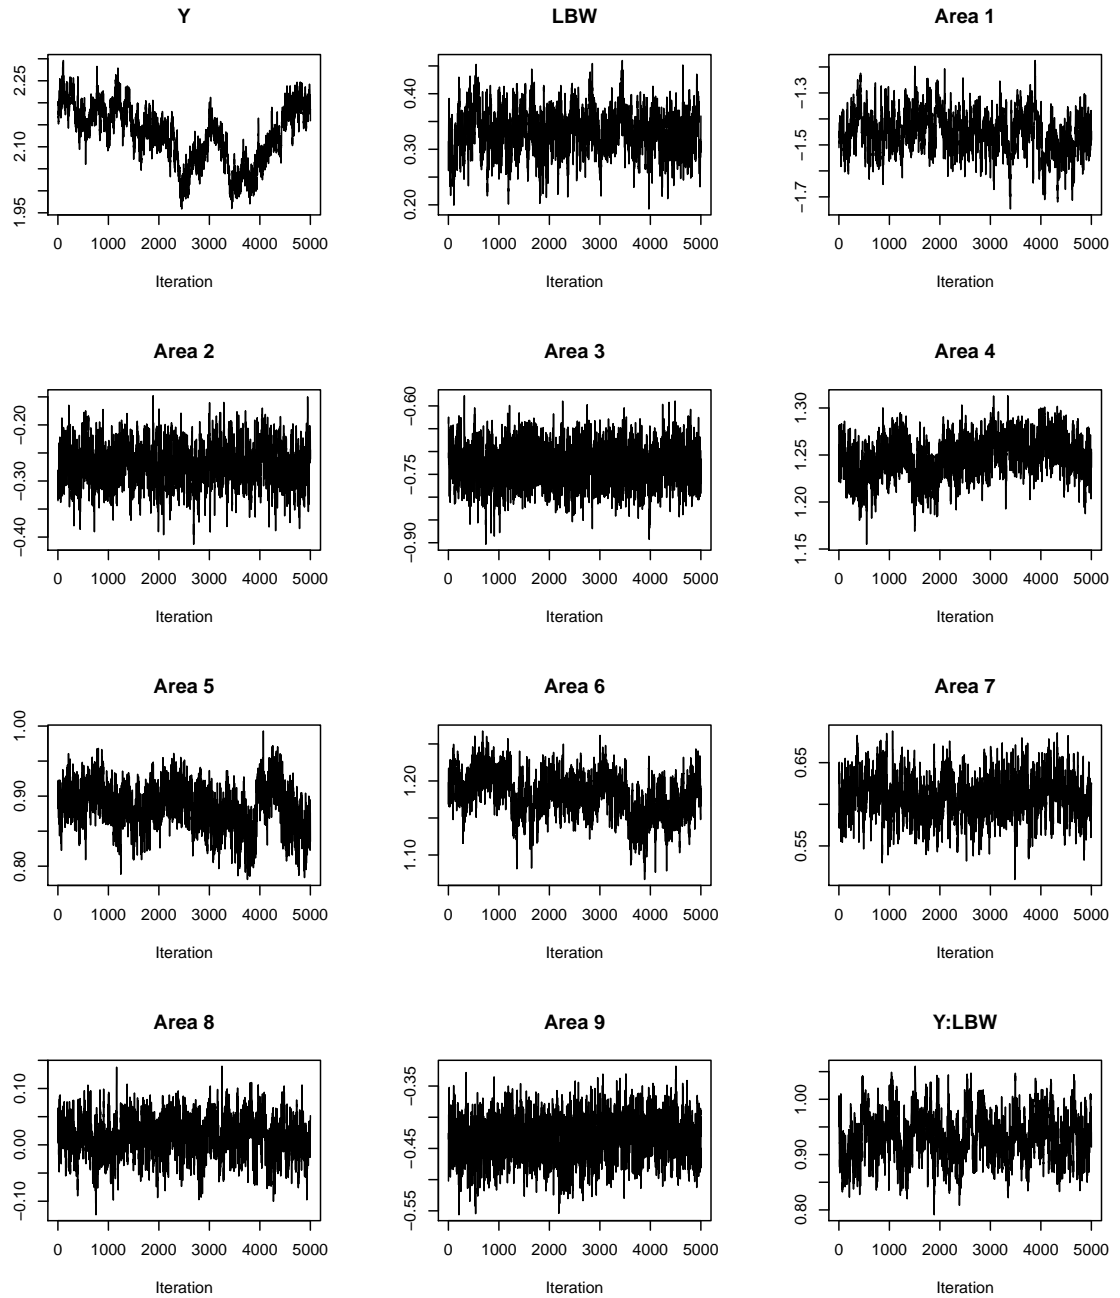 Y LBW Area 1
2.25 2.10 1.95 0.40 0.30 0.20 −1.3 −1.5 −1.7
0 1000 2000 3000 4000 5000 0 1000 2000 3000 4000 5000 0 1000 2000 3000 4000 5000
Iteration Iteration Iteration
Area 2 Area 3 Area 4
−0.20 −0.30 −0.40 −0.60 −0.75 −0.90 1.30 1.25 1.20 1.15
0 1000 2000 3000 4000 5000 0 1000 2000 3000 4000 5000 0 1000 2000 3000 4000 5000
Iteration Iteration Iteration
Area 5 Area 6 Area 7
1.00 0.90 0.80 1.20 1.10 0.65 0.55
0 1000 2000 3000 4000 5000 0 1000 2000 3000 4000 5000 0 1000 2000 3000 4000 5000
Iteration Iteration Iteration
Area 8 Area 9 Y:LBW
0.10 0.00 −0.10 −0.35 −0.45 −0.55 1.00 0.90 0.80
0 1000 2000 3000 4000 5000 0 1000 2000 3000 4000 5000 0 1000 2000 3000 4000 5000
Iteration Iteration Iteration